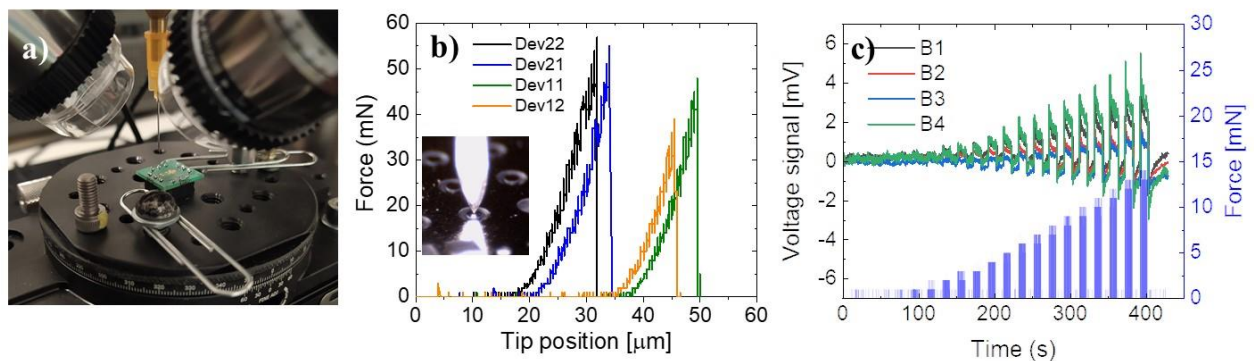 a)
b)
Dev22
Dev21
Dev11
Dev12
Force (mN)
60
50
40
30
20
10
0
0 10 20 30 40 50 60
Tip position [μm]
c)
B1
B2
B3
B4
Voltage signal [mV]
6
4
2
0
-2
-4
-6
30
25
20
15
10
5
0
Force [mN]
0 100 200 300 400
Time (s)